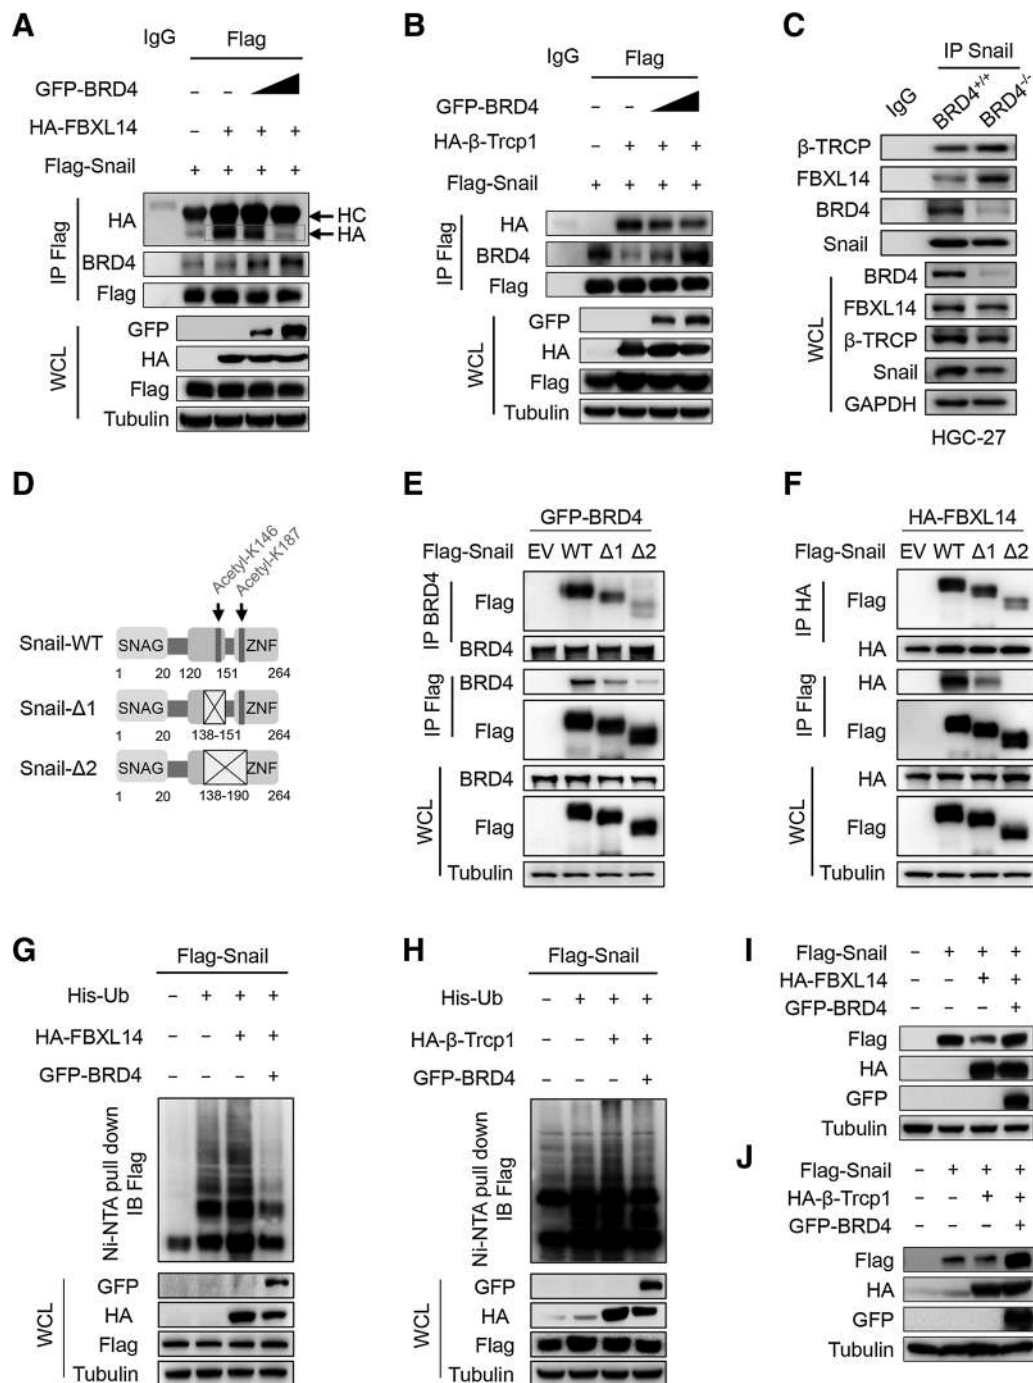 A
IgG Flag
GFP-BRD4 – –
HA-FBXL14 – + + +
Flag-Snail + + + +
IP Flag
HA HC
HA
BRD4
Flag
WCL
GFP
HA
Flag
Tubulin
B
IgG Flag
GFP-BRD4 – –
HA-β-Trcp1 – + + +
Flag-Snail + + + +
IP Flag
HA
BRD4
Flag
WCL
GFP
HA
Flag
Tubulin
C
IP Snail
IgG BRD4+/+ BRD4-/-
β-TRCP
FBXL14
BRD4
Snail
WCL
BRD4
FBXL14
β-TRCP
Snail
GAPDH
HGC-27
D
Acetyl-K146
Acetyl-K187
Snail-WT SNAG ZNF
1 20 120 151 264
Snail-Δ1 SNAG ZNF
1 20 138-151 264
Snail-Δ2 SNAG ZNF
1 20 138-190 264
E
GFP-BRD4
Flag-Snail EV WT Δ1 Δ2
IP BRD4
Flag
BRD4
IP Flag
BRD4
Flag
WCL
BRD4
Flag
Tubulin
F
HA-FBXL14
Flag-Snail EV WT Δ1 Δ2
IP HA
Flag
HA
IP Flag
HA
Flag
WCL
HA
Flag
Tubulin
G
Flag-Snail
His-Ub – + + +
HA-FBXL14 – – + +
GFP-BRD4 – – – +
Ni-NTA pull down
IB Flag
WCL
GFP
HA
Flag
Tubulin
H
Flag-Snail
His-Ub – + + +
HA-β-Trcp1 – – + +
GFP-BRD4 – – – +
Ni-NTA pull down
IB Flag
WCL
GFP
HA
Flag
Tubulin
I
Flag-Snail – + + +
HA-FBXL14 – – + +
GFP-BRD4 – – – +
Flag
HA
GFP
Tubulin
J
Flag-Snail – + + +
HA-β-Trcp1 – – + +
GFP-BRD4 – – – +
Flag
HA
GFP
Tubulin